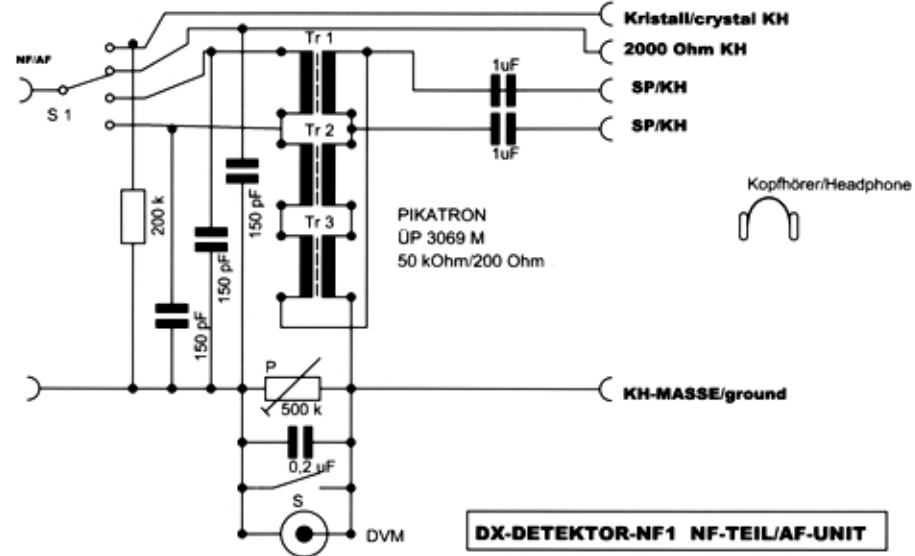 Kristall/crystal KH
Tr 1
2000 Ohm KH
NF/AF
1uF
SP/KH
S 1
SP/KH
Tr 2
1uF
Kopfhörer/Headphone
200 k
150 pF
150 pF
150 pF
Tr 3
PIKATRON
ÜP 3069 M
50 kOhm/200 Ohm
P
500 k
KH-MASSE/ground
0,2 uF
S
DVM
DX-DETEKTOR-NF1 NF-TEIL/AF-UNIT